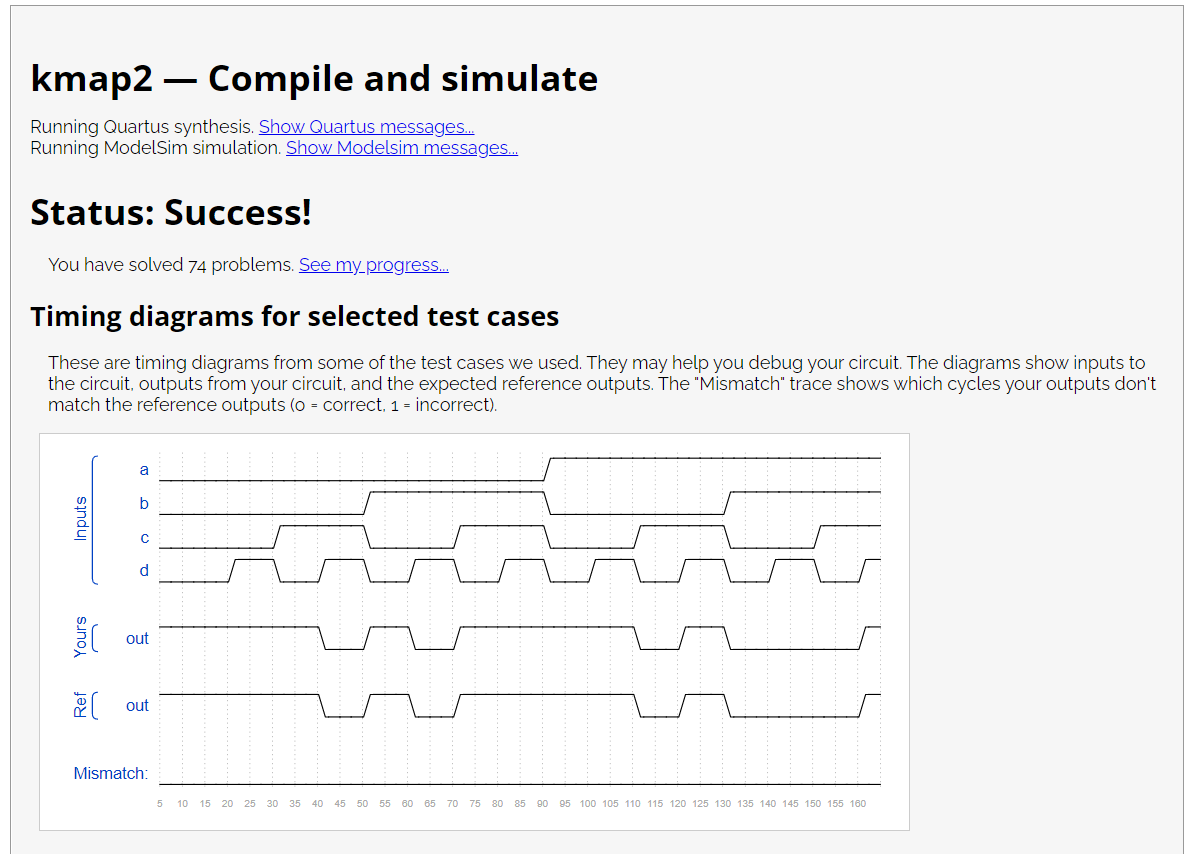 kmap2 — Compile and simulate
Running Quartus synthesis. Show Quartus messages...
Running ModelSim simulation. Show Modelsim messages...
Status: Success!
You have solved 74 problems. See my progress...
Timing diagrams for selected test cases
These are timing diagrams from some of the test cases we used. They may help you debug your circuit. The diagrams show inputs to
the circuit, outputs from your circuit, and the expected reference outputs. The "Mismatch" trace shows which cycles your outputs don't
match the reference outputs (0 = correct, 1 = incorrect).
Inputs
a
b
c
d
Yours
out
Ref
out
Mismatch:
5 10 15 20 25 30 35 40 45 50 55 60 65 70 75 80 85 90 95 100 105 110 115 120 125 130 135 140 145 150 155 160